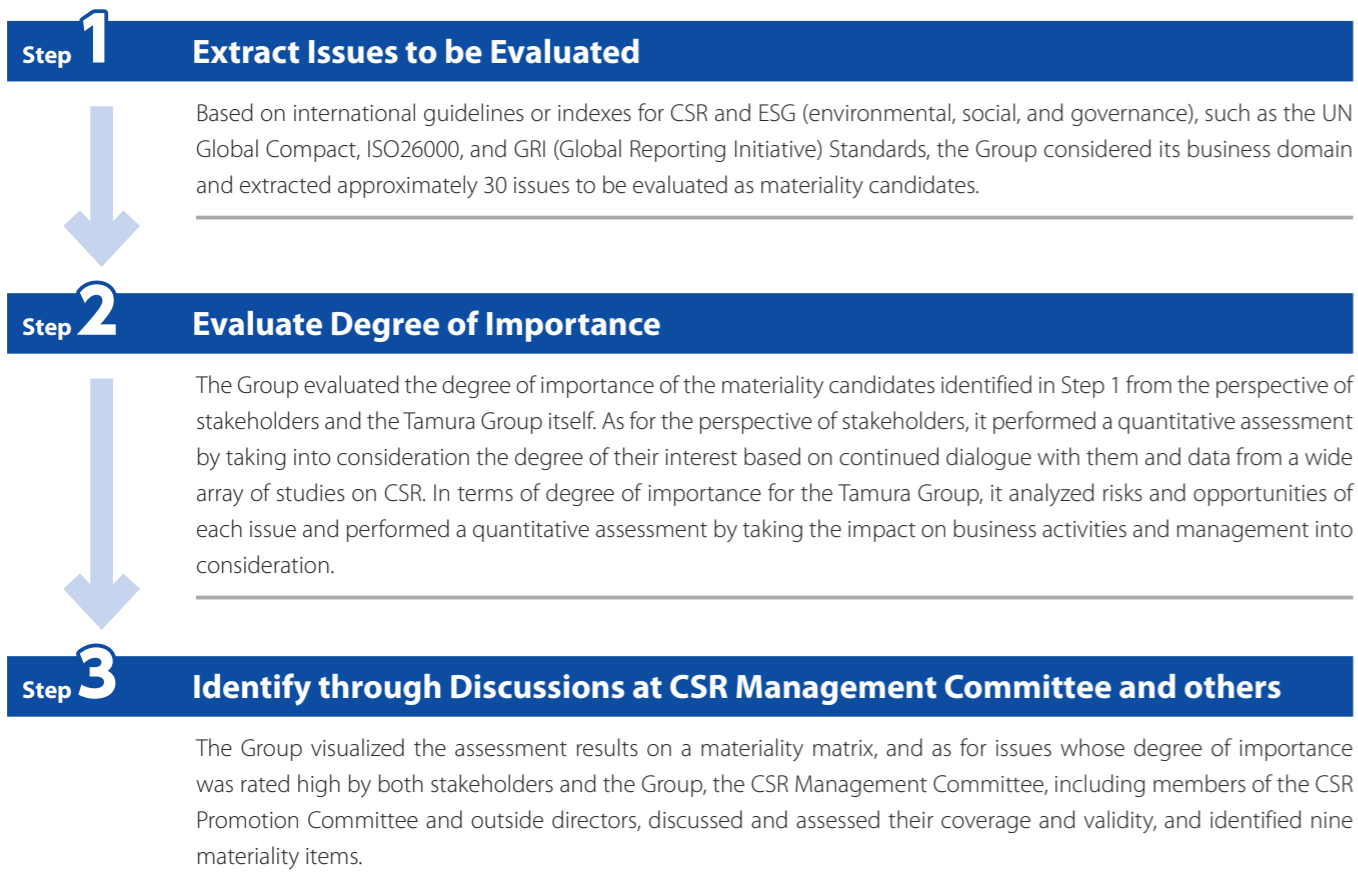 Step 1 Extract Issues to be Evaluated
Based on international guidelines or indexes for CSR and ESG (environmental, social, and governance), such as the UN
Global Compact, ISO26000, and GRI (Global Reporting Initiative) Standards, the Group considered its business domain
and extracted approximately 30 issues to be evaluated as materiality candidates.
Step 2 Evaluate Degree of Importance
The Group evaluated the degree of importance of the materiality candidates identified in Step 1 from the perspective of
stakeholders and the Tamura Group itself. As for the perspective of stakeholders, it performed a quantitative assessment
by taking into consideration the degree of their interest based on continued dialogue with them and data from a wide
array of studies on CSR. In terms of degree of importance for the Tamura Group, it analyzed risks and opportunities of
each issue and performed a quantitative assessment by taking the impact on business activities and management into
consideration.
Step 3 Identify through Discussions at CSR Management Committee and others
The Group visualized the assessment results on a materiality matrix, and as for issues whose degree of importance
was rated high by both stakeholders and the Group, the CSR Management Committee, including members of the CSR
Promotion Committee and outside directors, discussed and assessed their coverage and validity, and identified nine
materiality items.